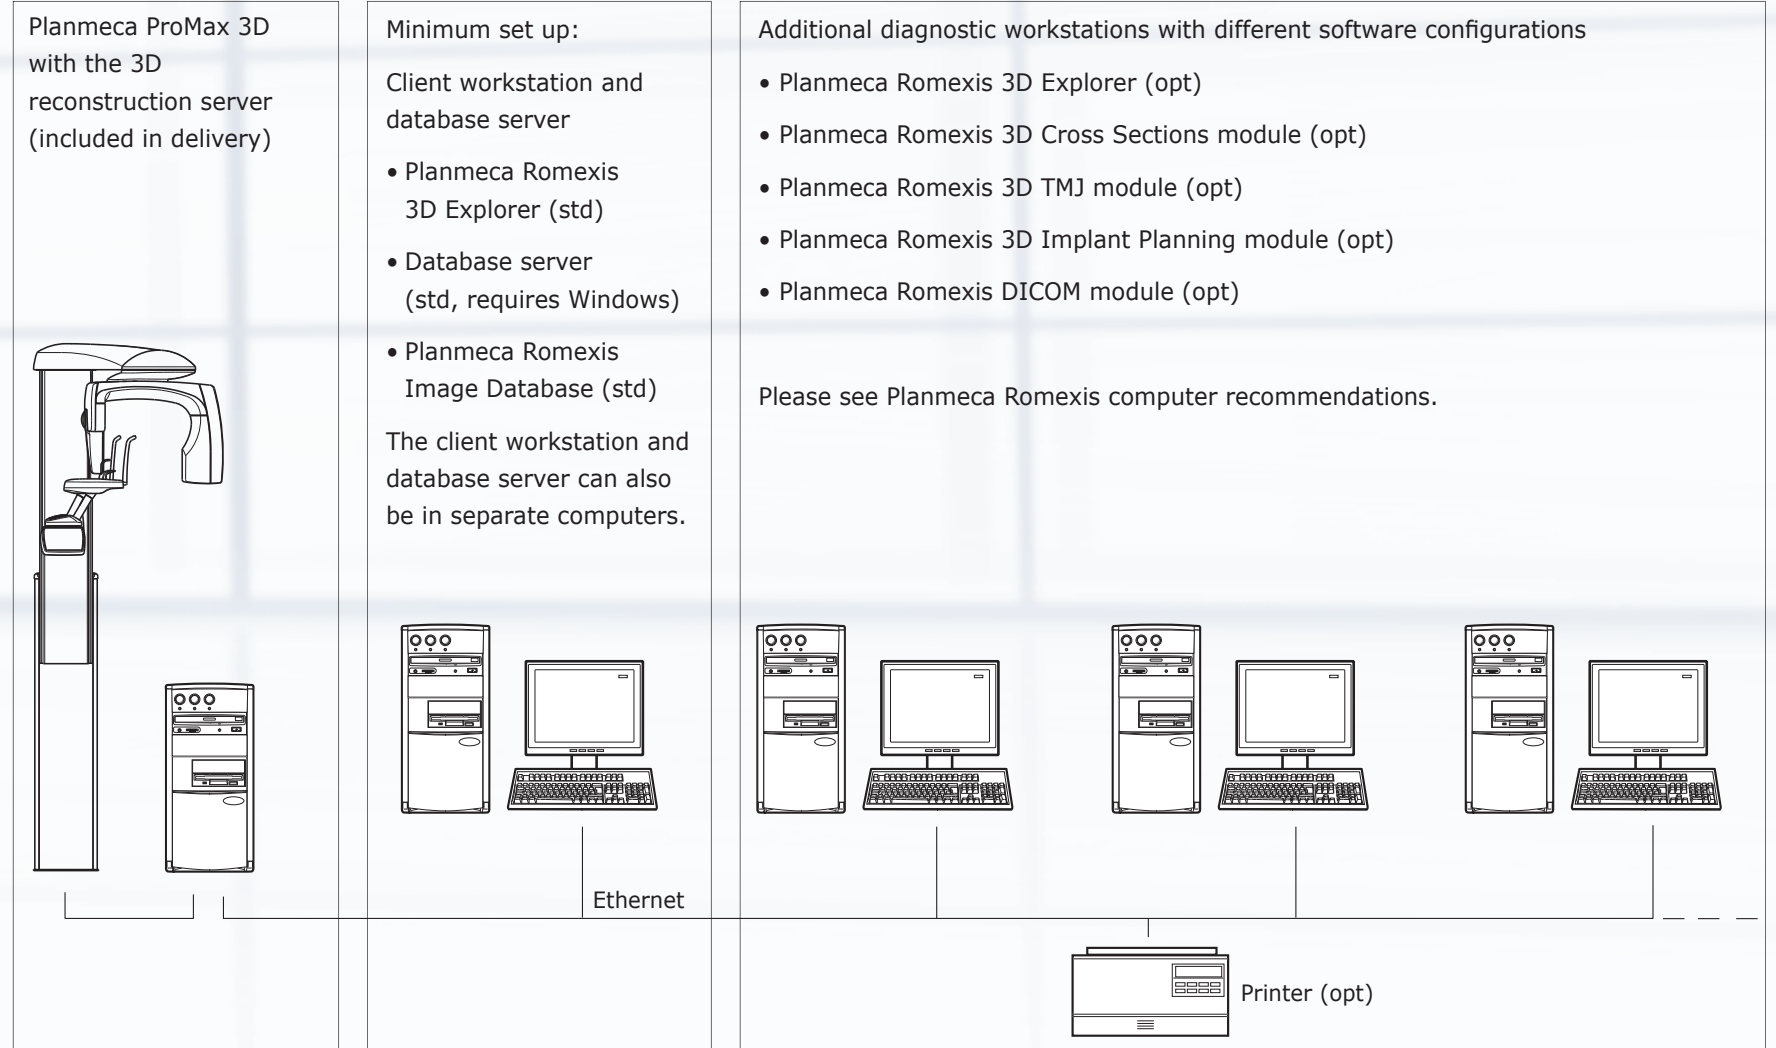 Planmeca ProMax 3D
with the 3D
reconstruction server
(included in delivery)
Minimum set up:
Client workstation and
database server
• Planmeca Romexis
3D Explorer (std)
• Database server
(std, requires Windows)
• Planmeca Romexis
Image Database (std)
The client workstation and
database server can also
be in separate computers.
Additional diagnostic workstations with different software configurations
• Planmeca Romexis 3D Explorer (opt)
• Planmeca Romexis 3D Cross Sections module (opt)
• Planmeca Romexis 3D TMJ module (opt)
• Planmeca Romexis 3D Implant Planning module (opt)
• Planmeca Romexis DICOM module (opt)
Please see Planmeca Romexis computer recommendations.
Ethernet
Printer (opt)